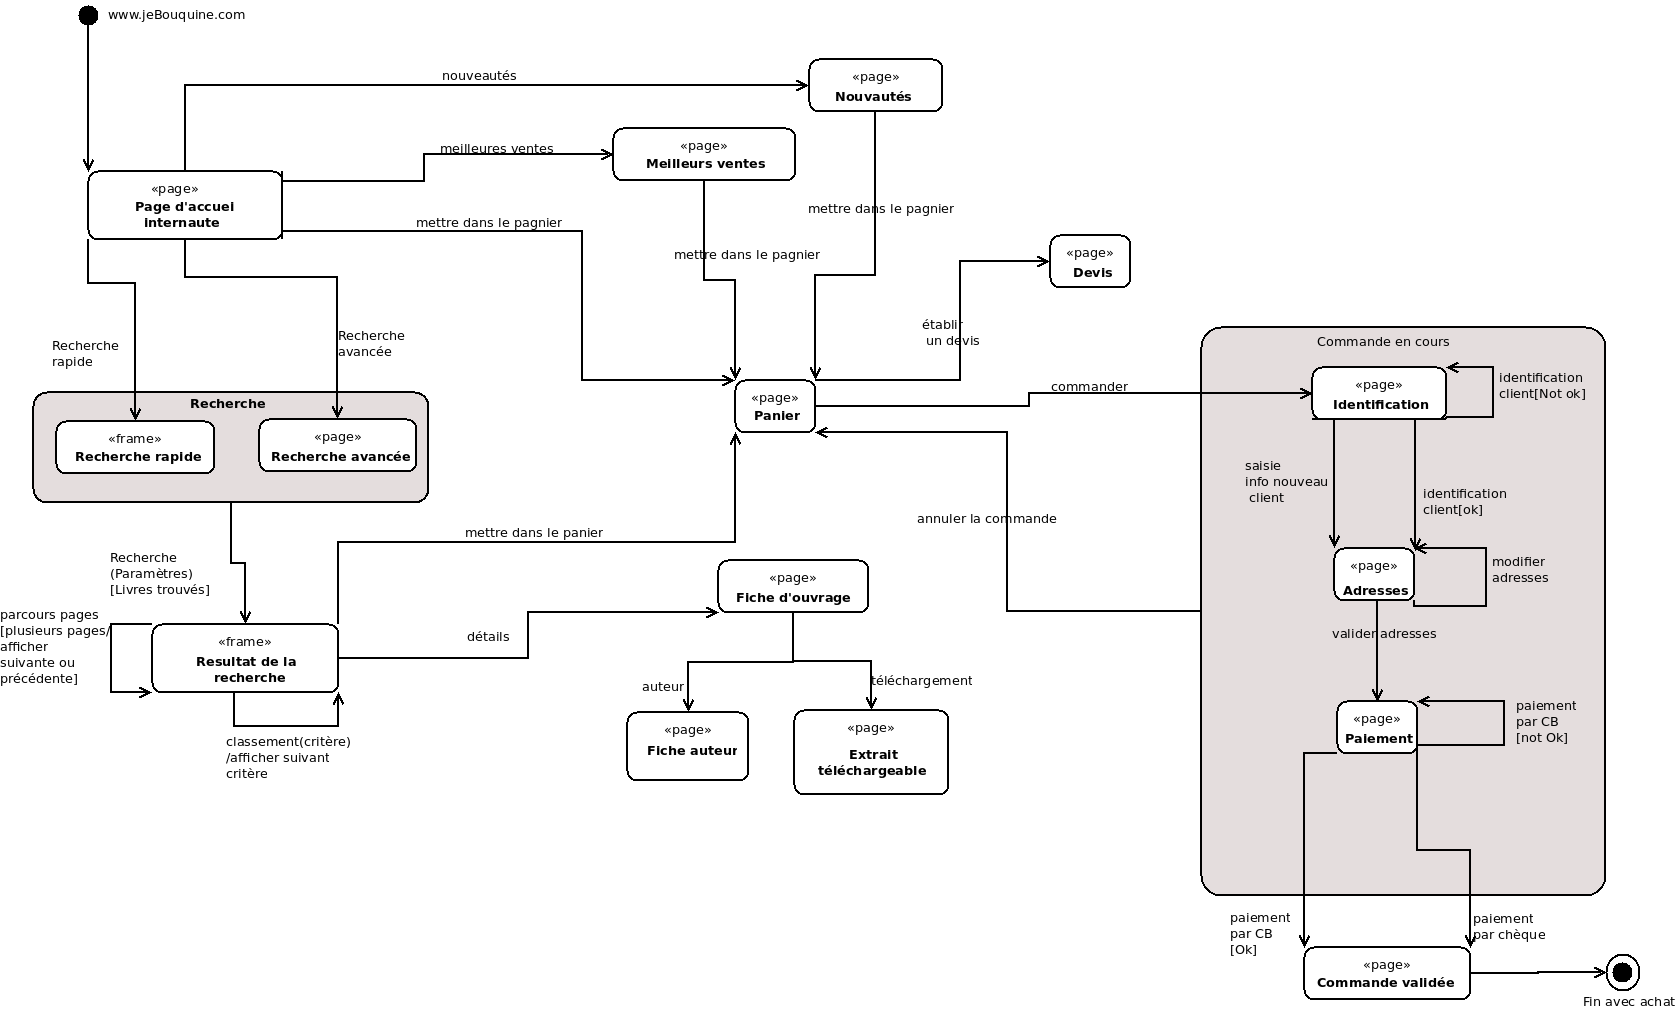 www.jeBouquine.com
nouveautés
«page»
Nouvautés
meilleures ventes
«page»
Meilleurs ventes
«page»
Page d'accuei
internaute
mettre dans le pagnier
mettre dans le pagnier
mettre dans le pagnier
«page»
Devis
établir
un devis
Recherche
rapide
Recherche
avancée
Recherche
«frame»
Recherche rapide
«page»
Recherche avancée
«page»
Panier
commander
Commande en cours
«page»
Identification
identification
client[Not ok]
saisie
info nouveau
client
identification
client[ok]
annuler la commande
mettre dans le panier
Recherche
(Paramètres)
[Livres trouvés]
parcours pages
[plusieurs pages/
afficher
suivante ou
précédente]
«frame»
Resultat de la
recherche
classement(critère)
/afficher suivant
critère
détails
«page»
Fiche d'ouvrage
auteur
téléchargement
«page»
Fiche auteur
«page»
Extrait
téléchargeable
«page»
Adresses
modifier
adresses
valider adresses
«page»
Paiement
paiement
par CB
[not Ok]
paiement
par CB
[Ok]
paiement
par chèque
«page»
Commande validée
Fin avec achat